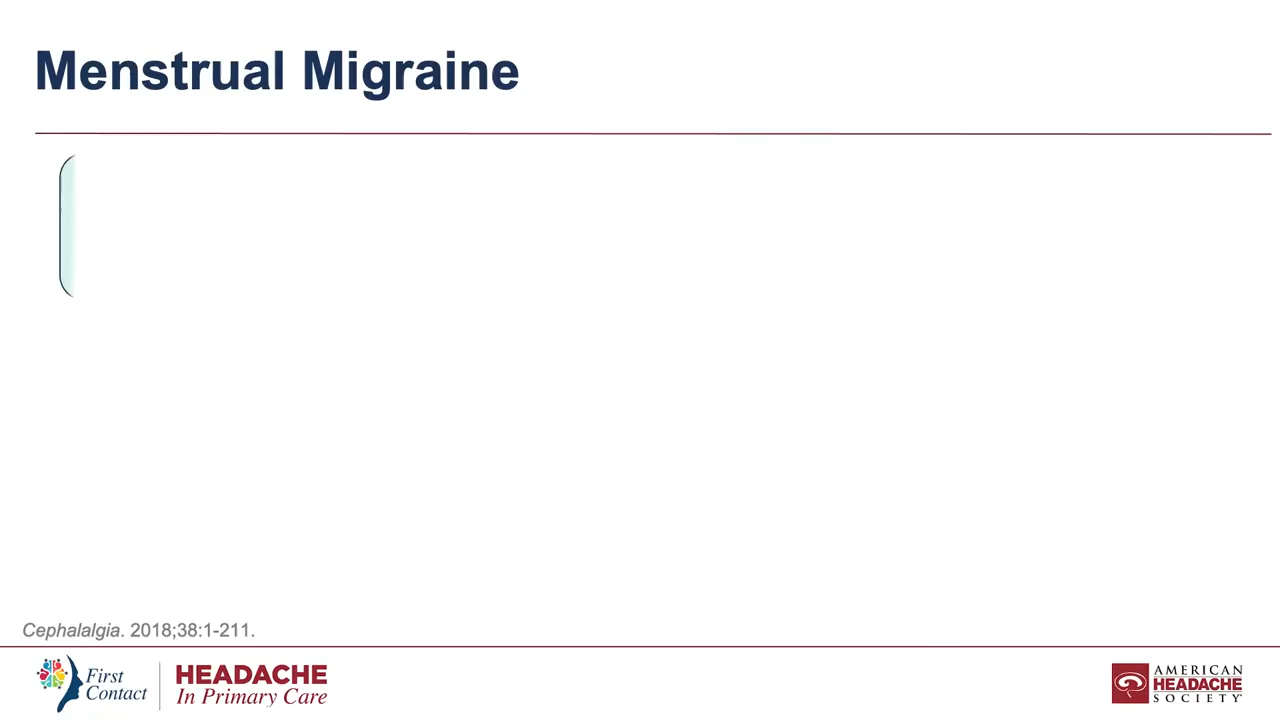 Menstrual Migraine
Cephalalgia. 2018;38:1-211.
First
Contact
HEADACHE
In Primary Care
AMERICAN
HEADACHE
SOCIETY